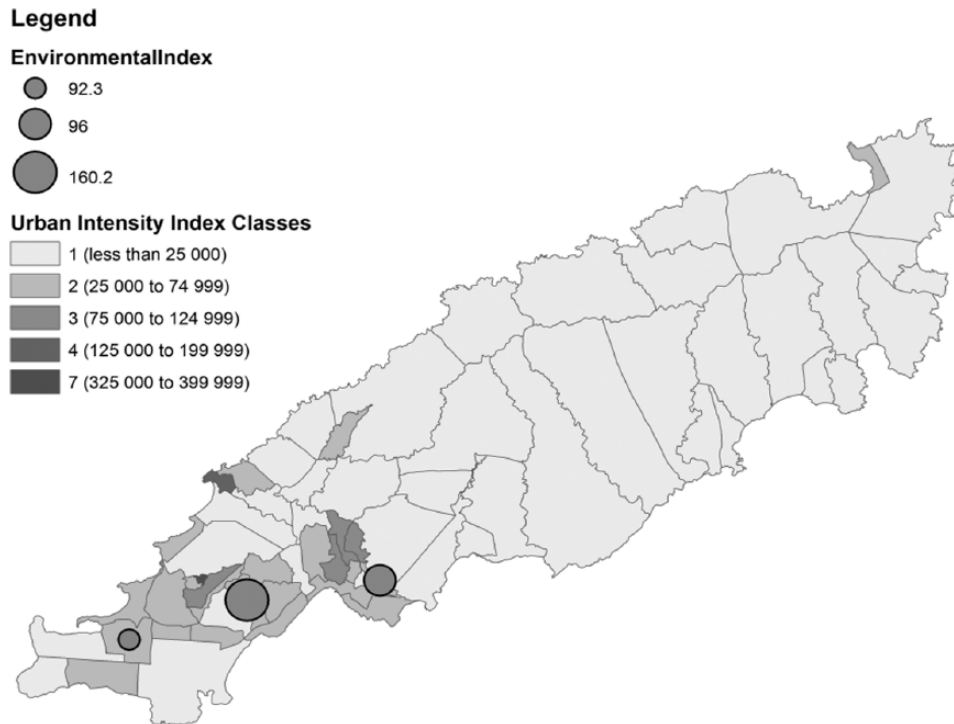 Legend
EnvironmentalIndex
92.3
96
160.2
Urban Intensity Index Classes
1 (less than 25 000)
2 (25 000 to 74 999)
3 (75 000 to 124 999)
4 (125 000 to 199 999)
7 (325 000 to 399 999)